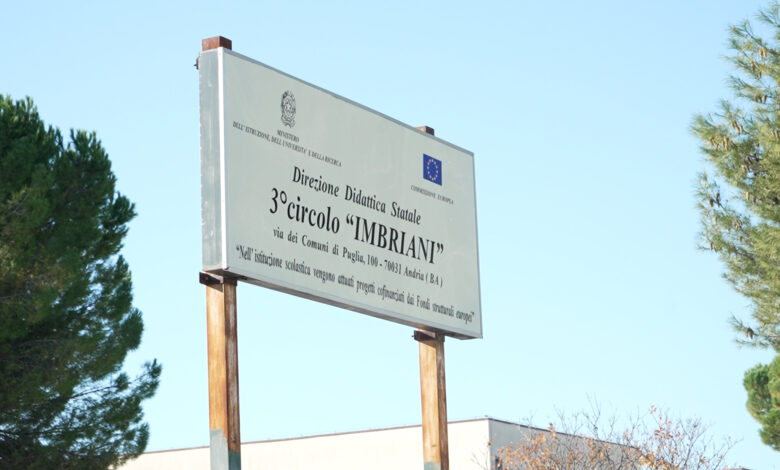 MINISTERO
DELL'ISTRUZIONE, DELL'UNIVERSITA' E DELLA RICERCA
COMMISSIONE EUROPEA
Direzione Didattica Statale
3°circolo "IMBRIANI"
via dei Comuni di Puglia, 100 - 70031 Andria (BA)
"Nell'istituzione scolastica vengono attuati progetti cofinanziati dai Fondi strutturali europei"